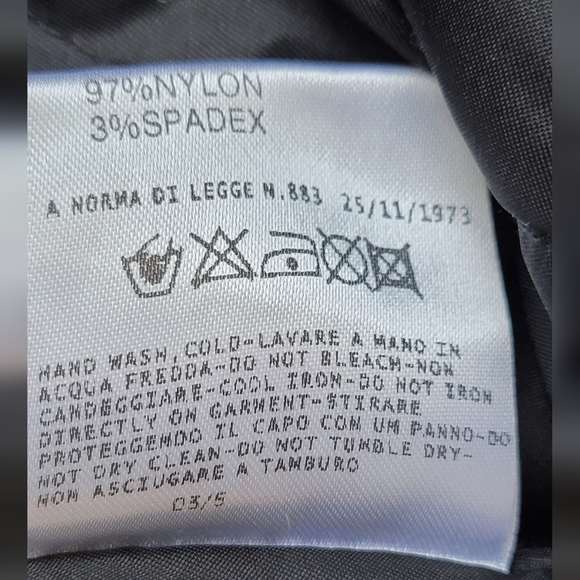 97%NYLON
3%SPADEX
A NORMA DI LEGGE N.883 25/11/1973
HAND WASH,COLD-LAVARE A MANO IN
ACQUA FREDDA-DO NOT BLEACH-NON
CANDEGGIARE-COOL IRON-DO NOT IRON
DIRECTLY ON GARMENT-STIRARE
PROTEGGENDO IL CAPO CON UM PANNO-DO
NOT DRY CLEAN-DO NOT TUMBLE DRY-
NON ASCIUGARE A TAMBURO
03/5